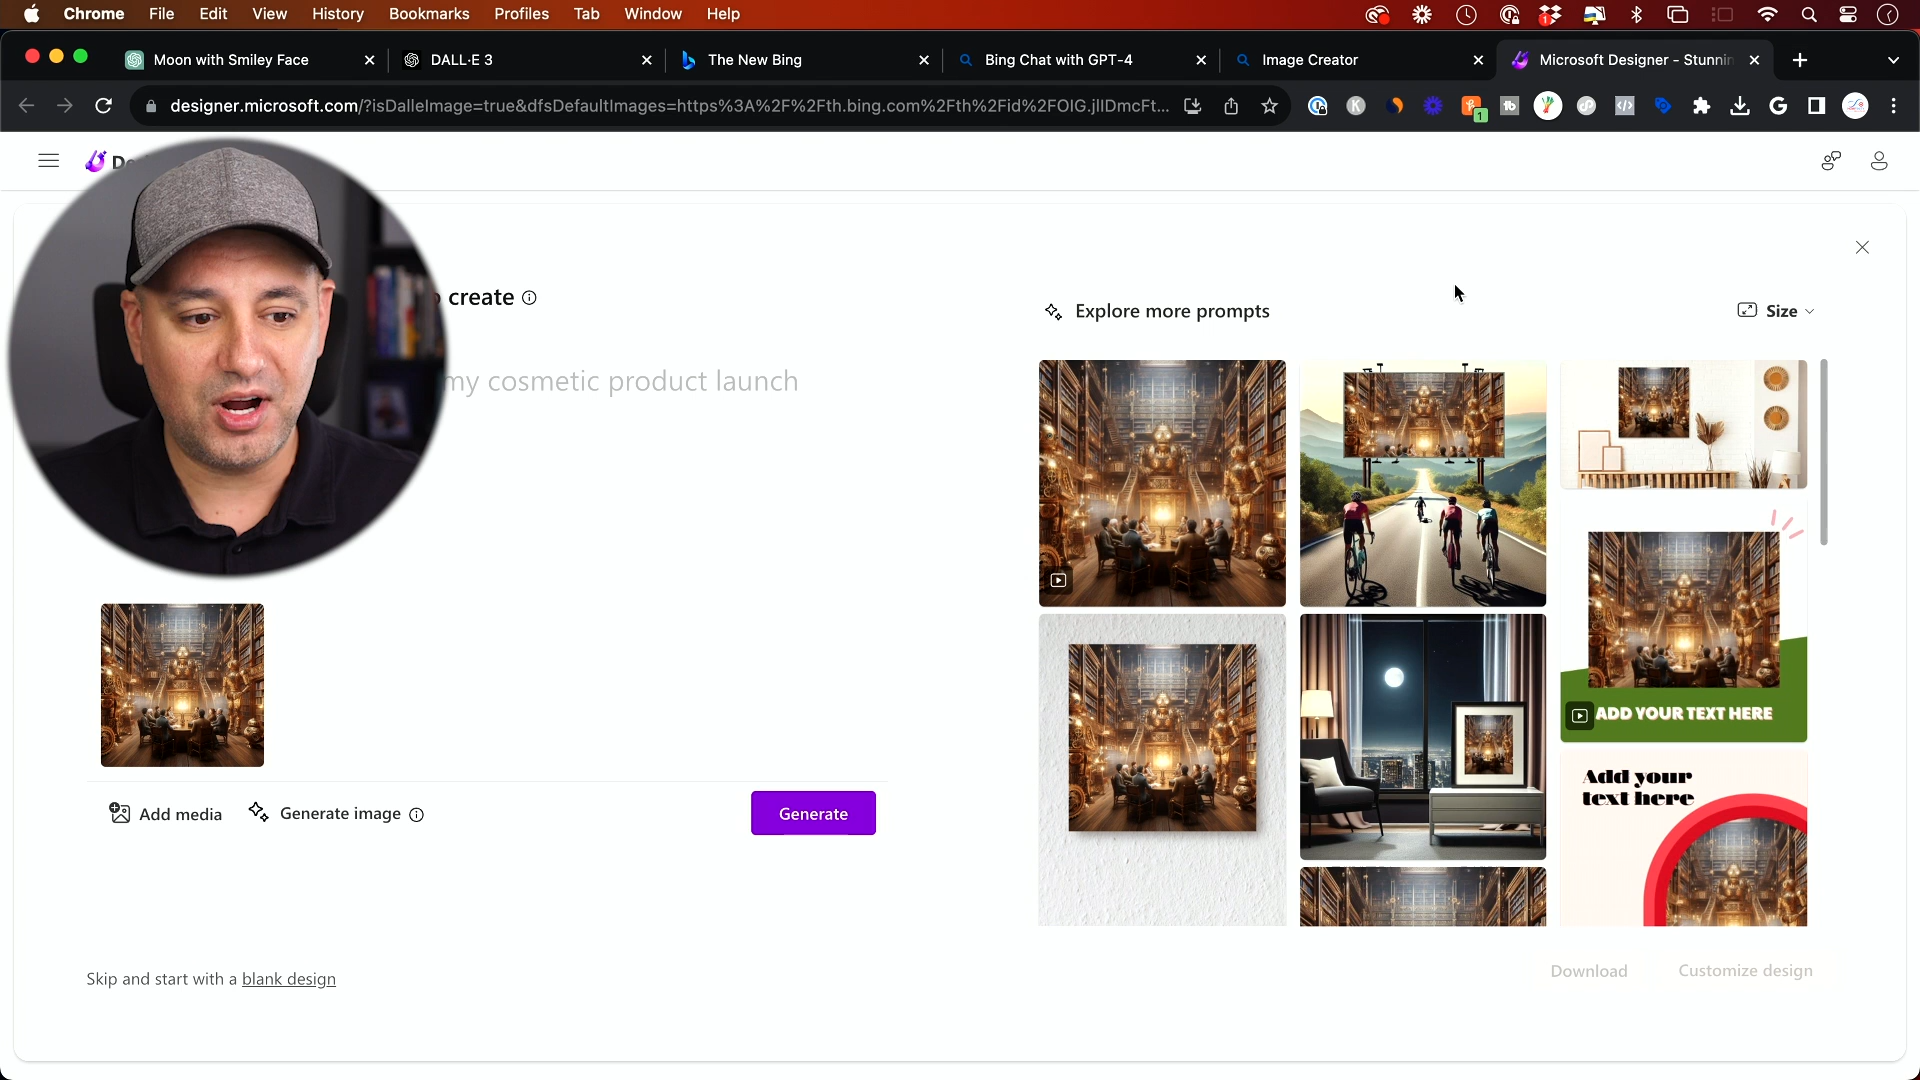 Chrome File Edit View History Bookmarks Profiles Tab Window Help
Moon with Smiley Face
DALL·E 3
The New Bing
Bing Chat with GPT-4
Image Creator
Microsoft Designer - Stunnin
designer.microsoft.com/?isDalleImage=true&dfsDefaultImages=https%3A%2F%2Fth.bing.com%2Fth%2Fid%2FOIG.jlIDmcFt...
create
my cosmetic product launch
Add media
Generate image
Generate
Skip and start with a blank design
Explore more prompts
Size
ADD YOUR TEXT HERE
Add your
text here
Download
Customize design